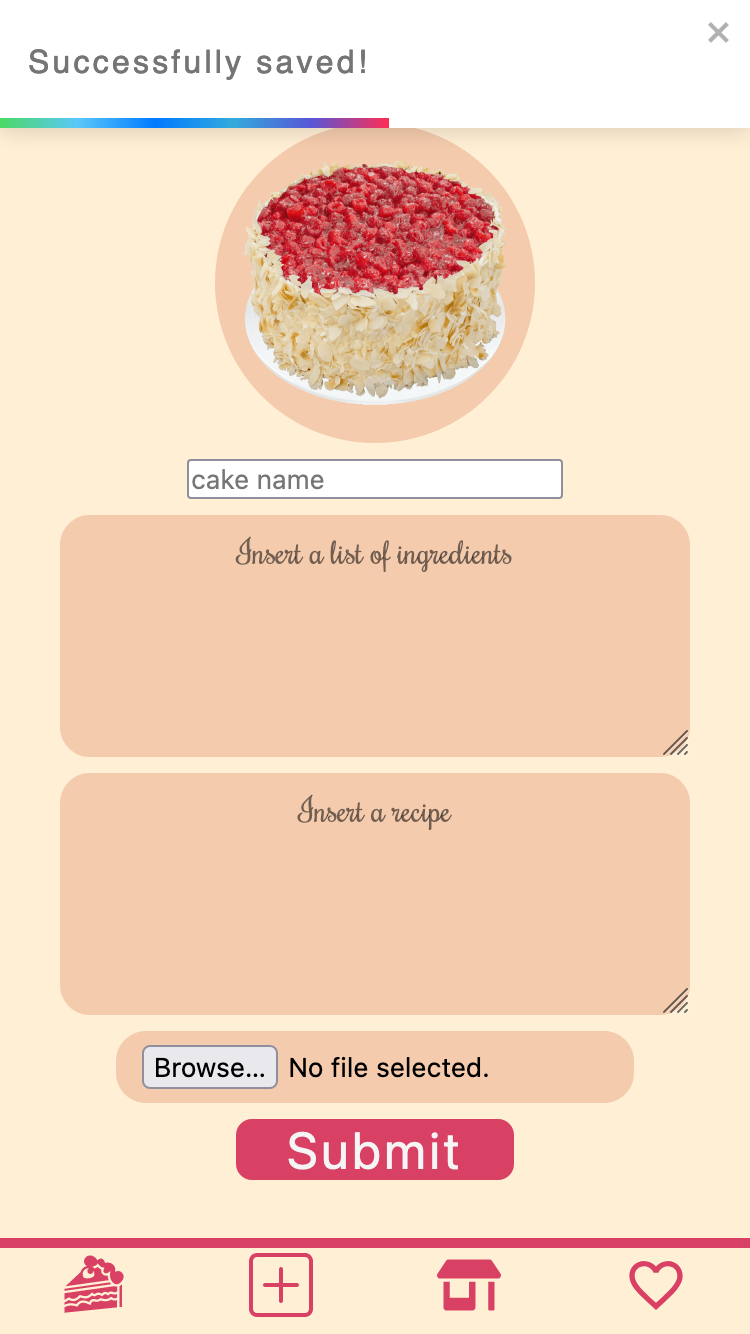 Successfully saved!
×
cake name
Insert a list of ingredients
Insert a recipe
Browse... No file selected.
Submit